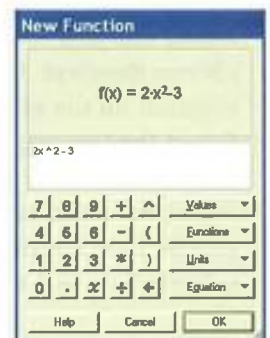 New Function
f(x) = 2·x²–3
2x ^ 2 - 3
7 8 9 + ^ Values
4 5 6 - ( Functions
1 2 3 * ) Units
0 . x ÷ ← Equation
Help Cancel OK